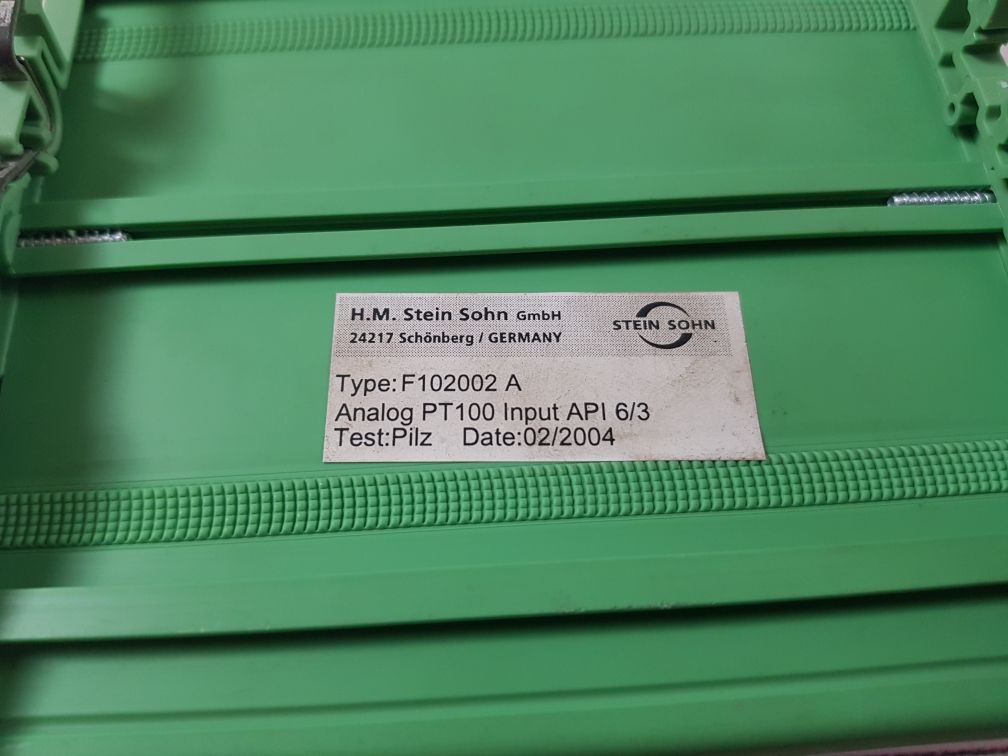 H.M. Stein Sohn GmbH
24217 Schönberg / GERMANY
STEIN SOHN
Type:F102002 A
Analog PT100 Input API 6/3
Test:Pilz Date:02/2004